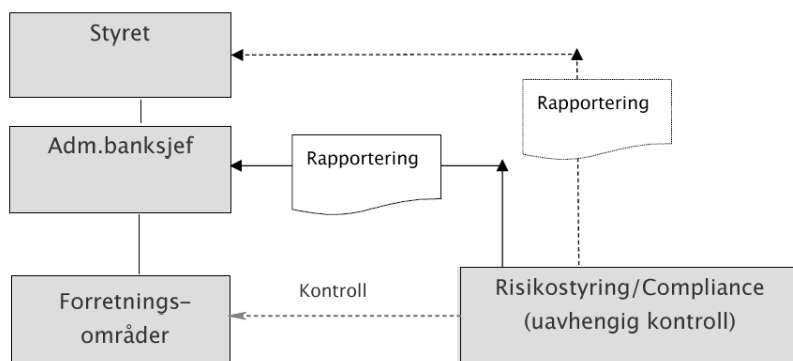 Styret
Rapportering
Adm.banksjef
Rapportering
Forretnings-
områder
Kontroll
Risikostyring/Compliance
(uavhengig kontroll)